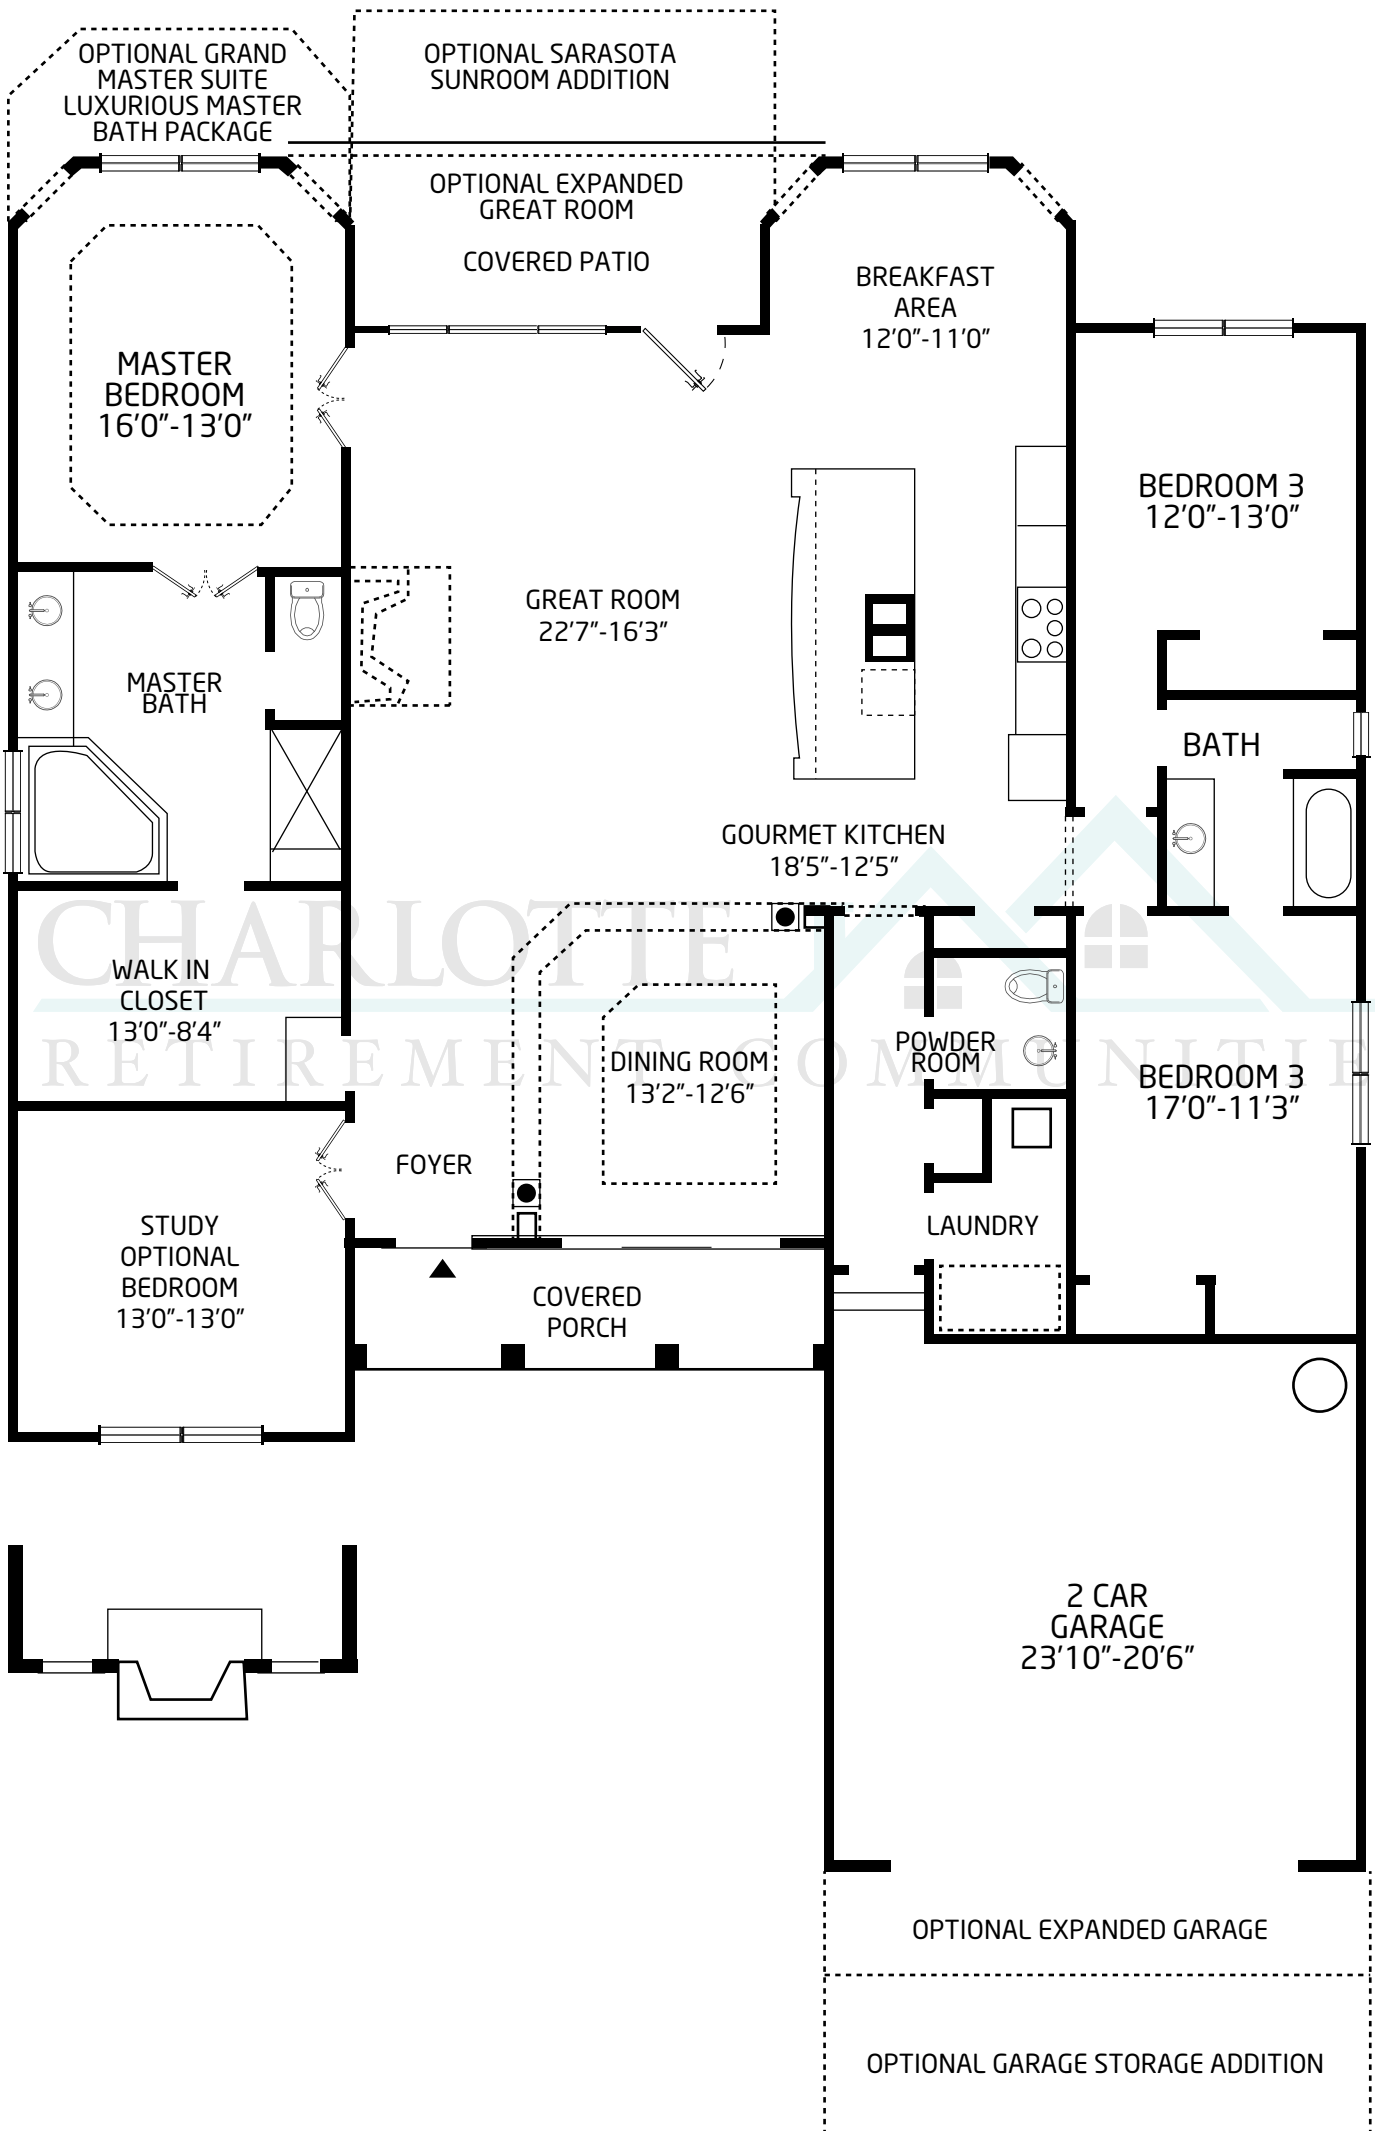 OPTIONAL GRAND
MASTER SUITE
LUXURIOUS MASTER
BATH PACKAGE
OPTIONAL SARASOTA
SUNROOM ADDITION
OPTIONAL EXPANDED
GREAT ROOM
COVERED PATIO
BREAKFAST
AREA
12'0"-11'0"
MASTER
BEDROOM
16'0"-13'0"
BEDROOM 3
12'0"-13'0"
GREAT ROOM
22'7"-16'3"
MASTER
BATH
BATH
GOURMET KITCHEN
18'5"-12'5"
CHARLOTTE
RETIREMENT COMMUNITIE
WALK IN
CLOSET
13'0"-8'4"
DINING ROOM
13'2"-12'6"
POWDER
ROOM
BEDROOM 3
17'0"-11'3"
FOYER
STUDY
OPTIONAL
BEDROOM
13'0"-13'0"
LAUNDRY
COVERED
PORCH
2 CAR
GARAGE
23'10"-20'6"
OPTIONAL EXPANDED GARAGE
OPTIONAL GARAGE STORAGE ADDITION